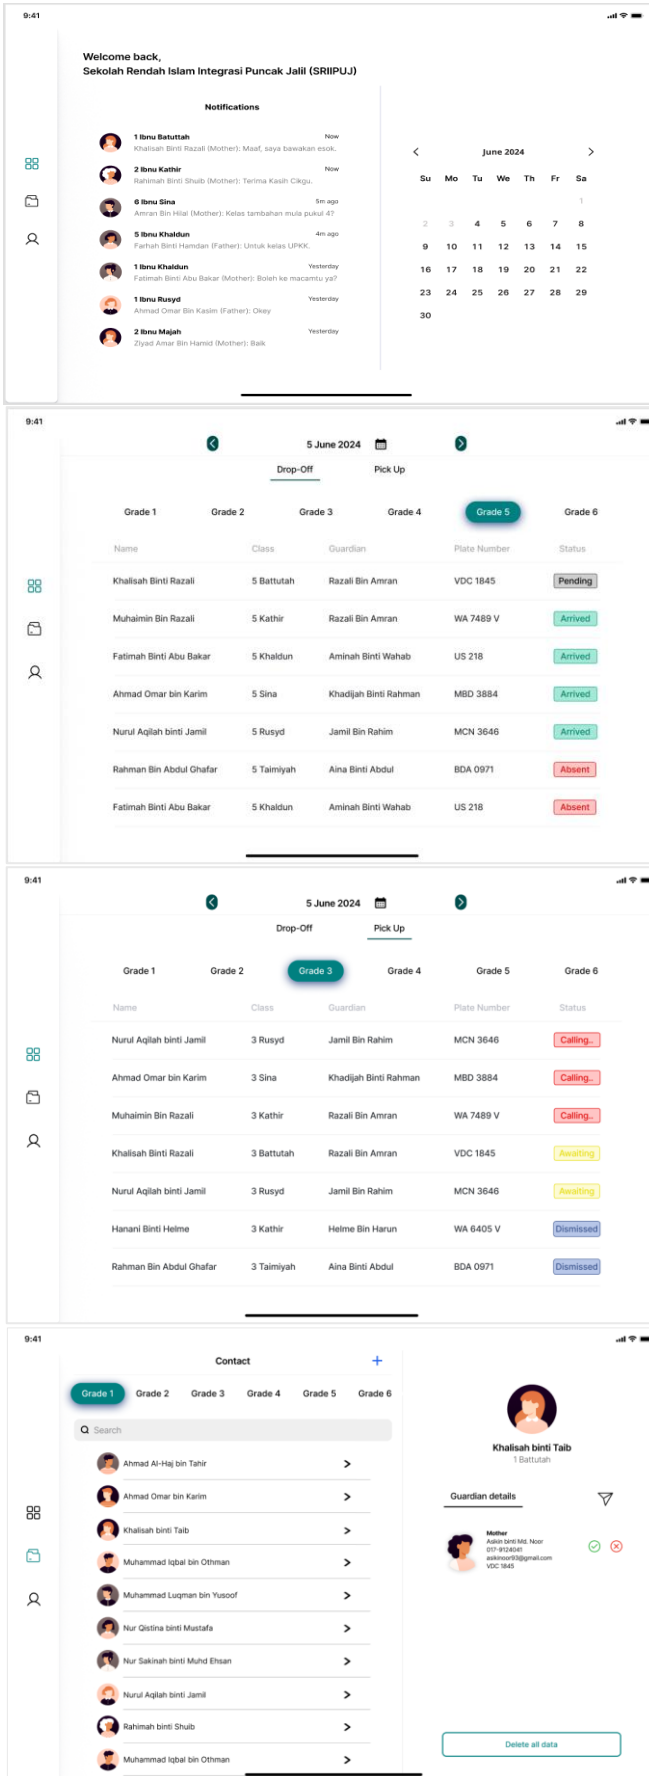 9:41
Welcome back,
Sekolah Rendah Islam Integrasi Puncak Jalil (SRIIPUJ)
Notifications
1 Ibnu Batuttah Now
Khalisah Binti Razali (Mother): Maaf, saya bawakan esok.
2 Ibnu Kathir Now
Rahimah Binti Shuib (Mother): Terima Kasih Cikgu.
6 Ibnu Sina 5m ago
Amran Bin Hilal (Mother): Kelas tambahan mula pukul 4?
5 Ibnu Khaldun 4m ago
Farhah Binti Hamdan (Father): Untuk kelas UPKK.
1 Ibnu Khaldun Yesterday
Fatimah Binti Abu Bakar (Mother): Boleh ke macamtu ya?
1 Ibnu Rusyd Yesterday
Ahmad Omar Bin Kasim (Father): Okey
2 Ibnu Majah Yesterday
Ziyad Amar Bin Hamid (Mother): Baik
June 2024
Su Mo Tu We Th Fr Sa
1
2 3 4 5 6 7 8
9 10 11 12 13 14 15
16 17 18 19 20 21 22
23 24 25 26 27 28 29
30
9:41
5 June 2024
Drop-Off Pick Up
Grade 1 Grade 2 Grade 3 Grade 4 Grade 5 Grade 6
Name Class Guardian Plate Number Status
Khalisah Binti Razali 5 Battutah Razali Bin Amran VDC 1845 Pending
Muhaimin Bin Razali 5 Kathir Razali Bin Amran WA 7489 V Arrived
Fatimah Binti Abu Bakar 5 Khaldun Aminah Binti Wahab US 218 Arrived
Ahmad Omar bin Karim 5 Sina Khadijah Binti Rahman MBD 3884 Arrived
Nurul Aqilah binti Jamil 5 Rusyd Jamil Bin Rahim MCN 3646 Arrived
Rahman Bin Abdul Ghafar 5 Taimiyah Aina Binti Abdul BDA 0971 Absent
Fatimah Binti Abu Bakar 5 Khaldun Aminah Binti Wahab US 218 Absent
9:41
5 June 2024
Drop-Off Pick Up
Grade 1 Grade 2 Grade 3 Grade 4 Grade 5 Grade 6
Name Class Guardian Plate Number Status
Nurul Aqilah binti Jamil 3 Rusyd Jamil Bin Rahim MCN 3646 Calling..
Ahmad Omar bin Karim 3 Sina Khadijah Binti Rahman MBD 3884 Calling..
Muhaimin Bin Razali 3 Kathir Razali Bin Amran WA 7489 V Calling..
Khalisah Binti Razali 3 Battutah Razali Bin Amran VDC 1845 Awaiting
Nurul Aqilah binti Jamil 3 Rusyd Jamil Bin Rahim MCN 3646 Awaiting
Hanani Binti Helme 3 Kathir Helme Bin Harun WA 6405 V Dismissed
Rahman Bin Abdul Ghafar 3 Taimiyah Aina Binti Abdul BDA 0971 Dismissed
9:41
Contact
Grade 1 Grade 2 Grade 3 Grade 4 Grade 5 Grade 6
Search
Ahmad Al-Haj bin Tahir
Ahmad Omar bin Karim
Khalisah binti Taib
Muhammad Iqbal bin Othman
Muhammad Luqman bin Yusoof
Nur Qistina binti Mustafa
Nur Sakinah binti Muhd Ehsan
Nurul Aqilah binti Jamil
Rahimah binti Shuib
Muhammad Iqbal bin Othman
Khalisah binti Taib
1 Battutah
Guardian details
Mother
Askin binti Md. Noor
017-9124041
asikinoor93@gmail.com
VDC 1845
Delete all data